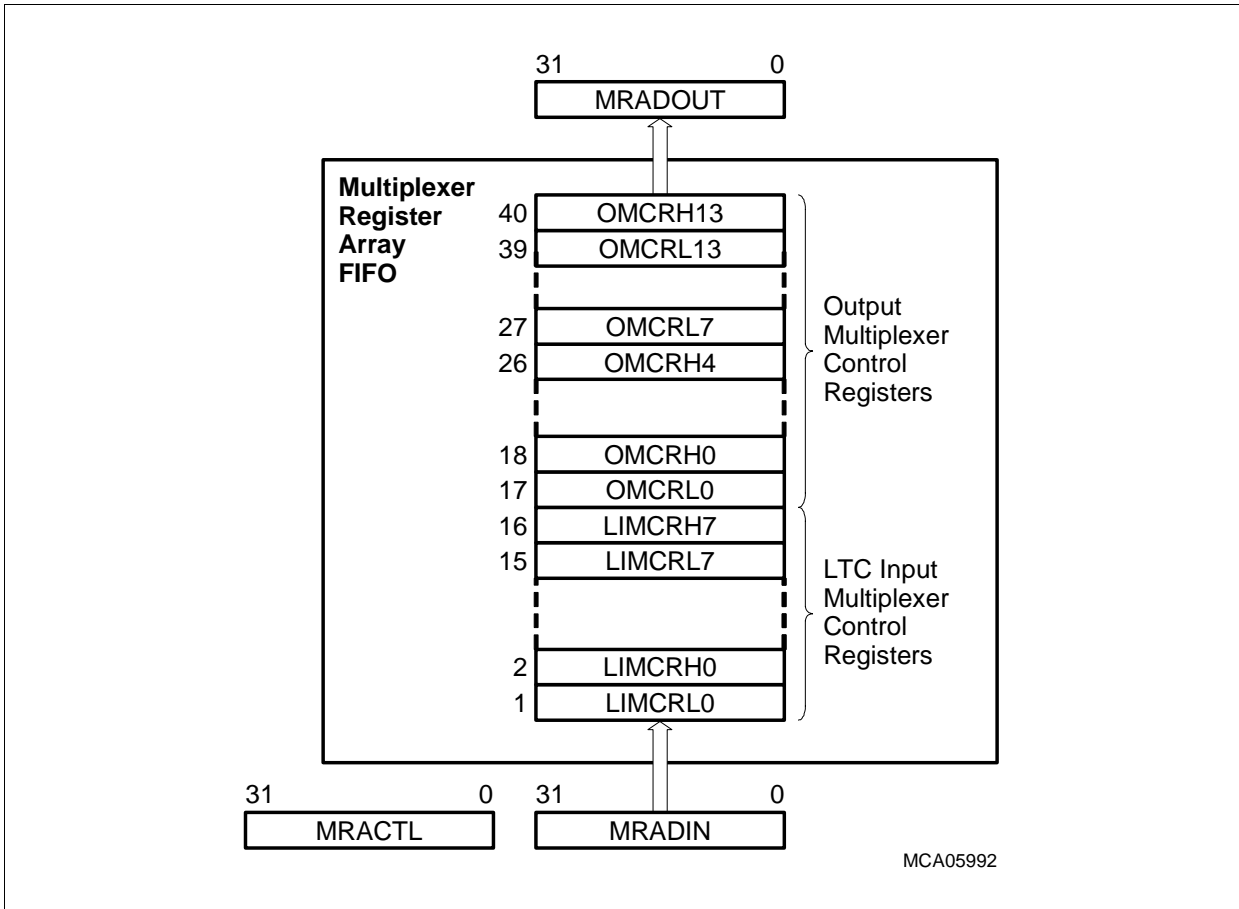 31 0
MRADOUT
Multiplexer
Register
Array
FIFO
40 OMCRH13
39 OMCRL13
27 OMCRL7
26 OMCRH4
18 OMCRH0
17 OMCRL0
16 LIMCRH7
15 LIMCRL7
2 LIMCRH0
1 LIMCRL0
Output
Multiplexer
Control
Registers
LTC Input
Multiplexer
Control
Registers
31 0
MRACTL
31 0
MRADIN
MCA05992